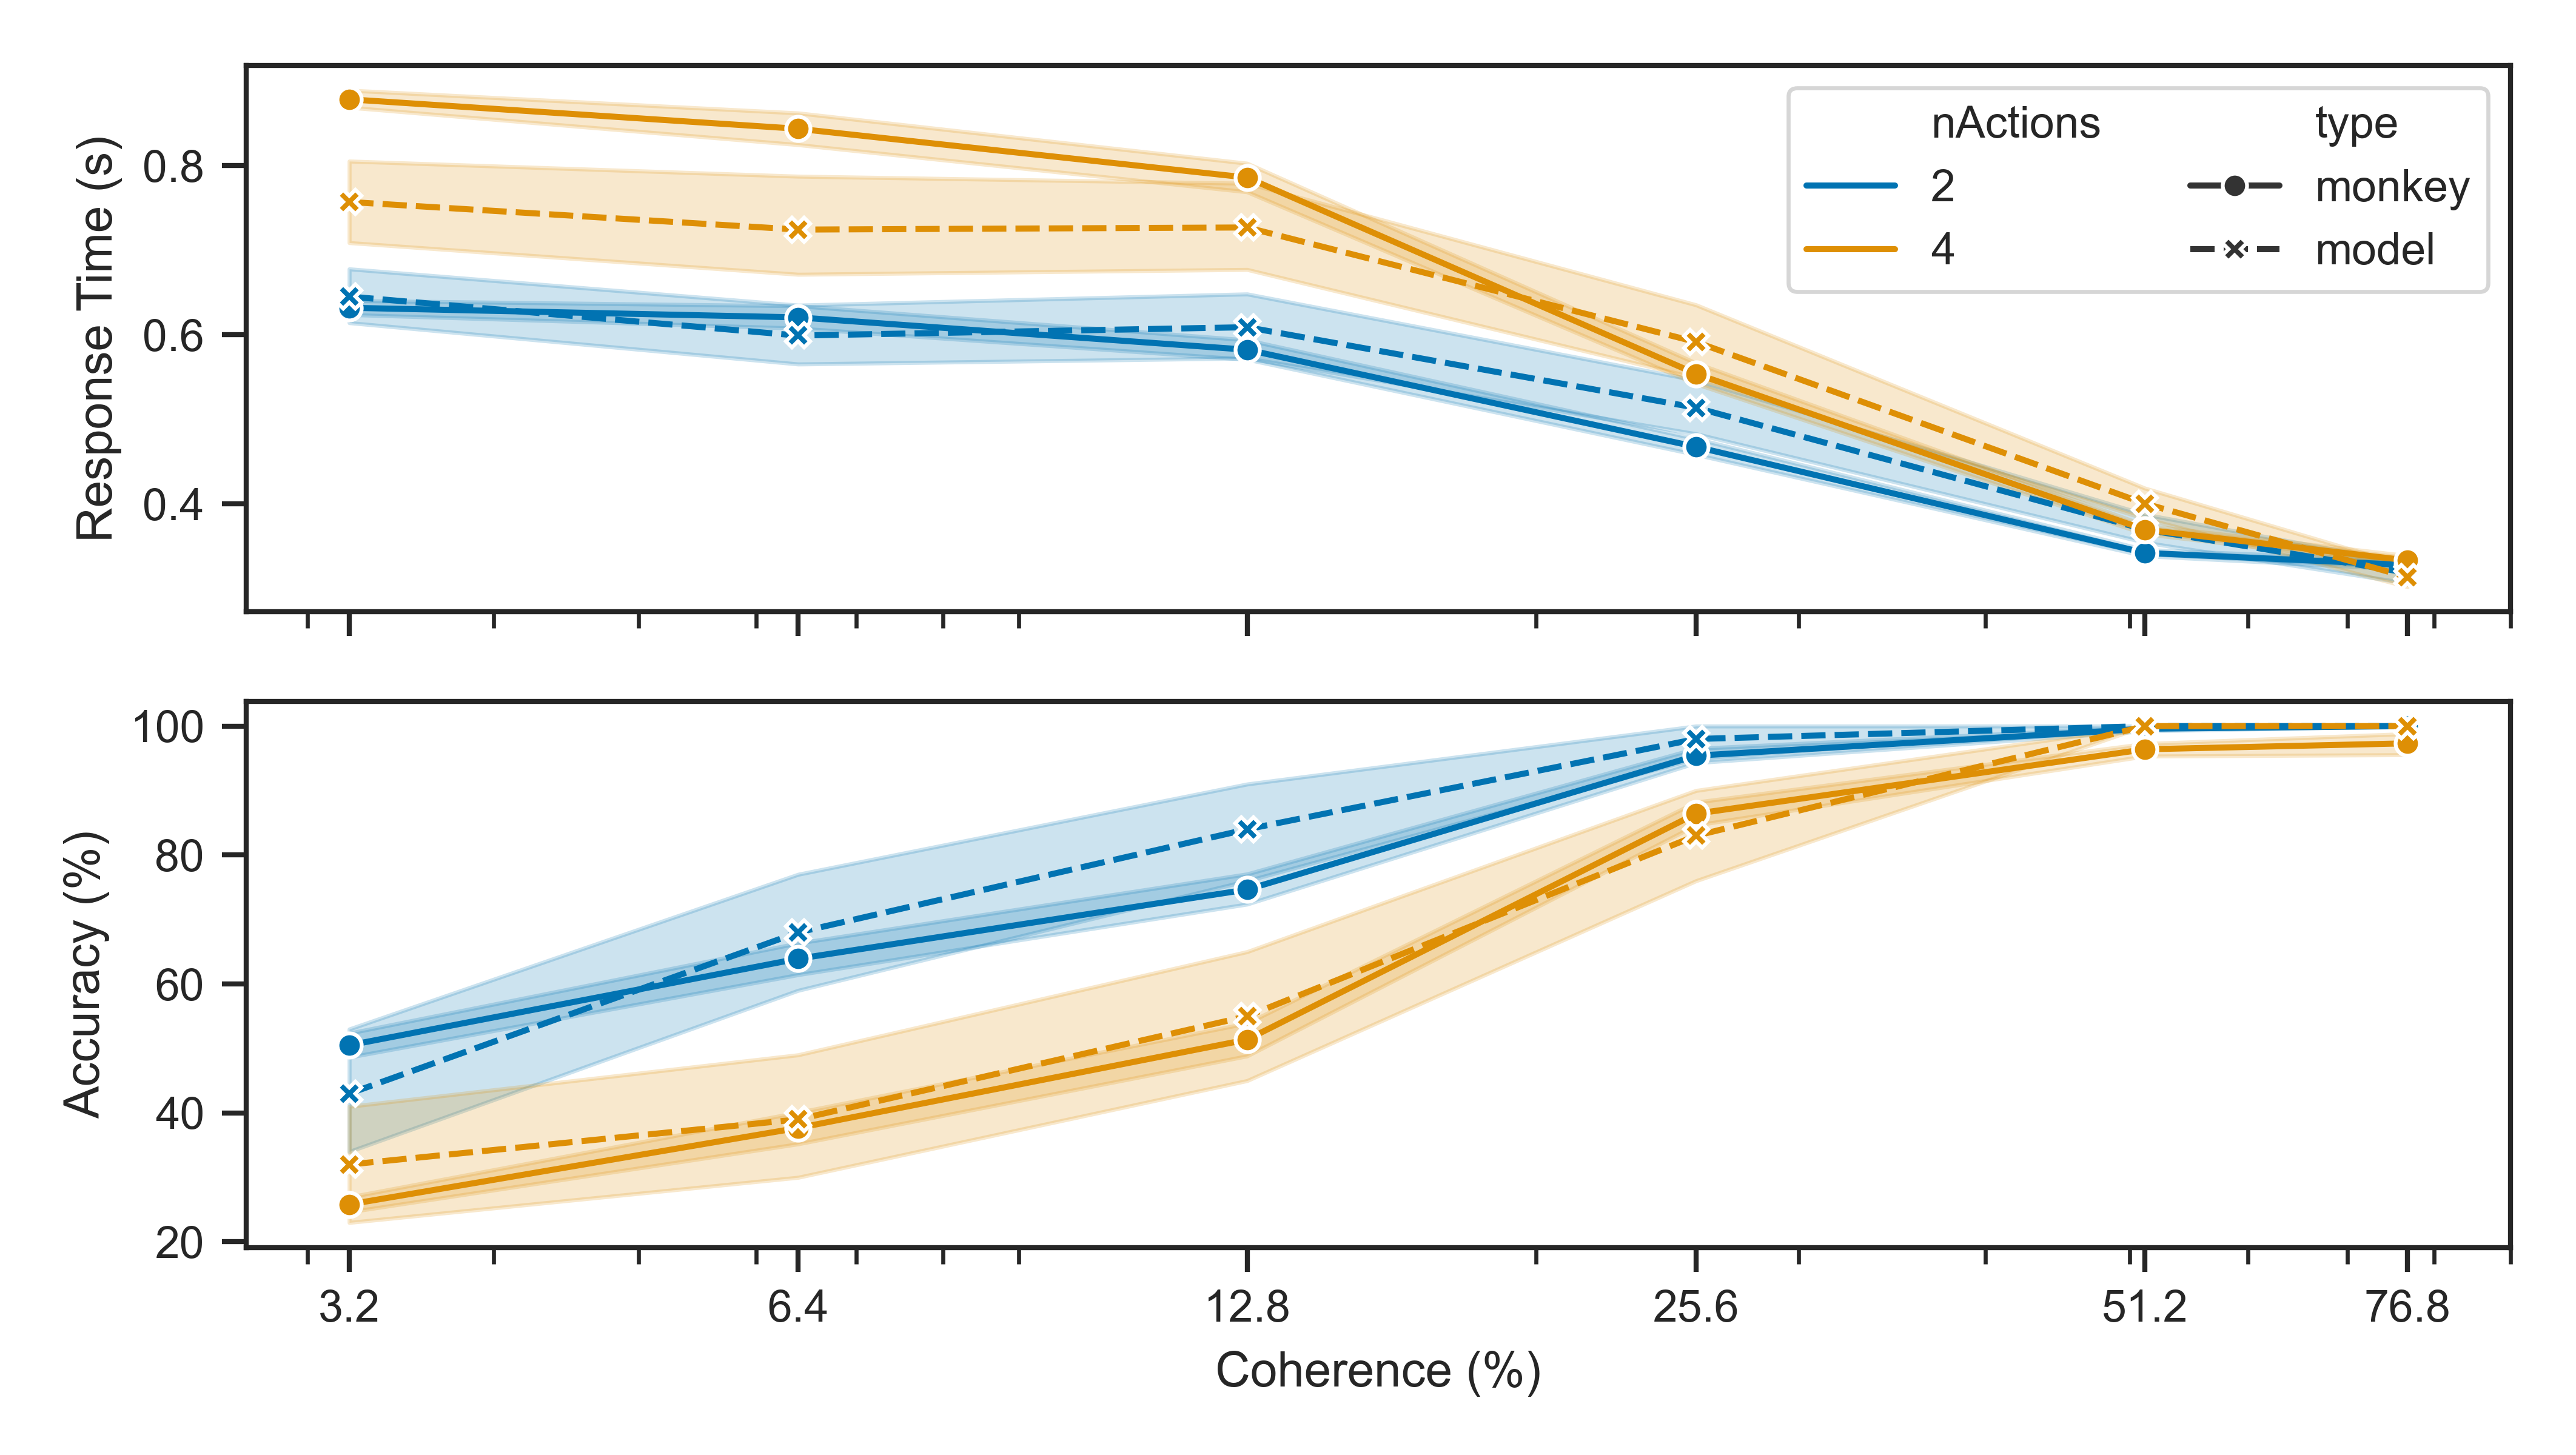 Response Time (s)
0.8
0.6
0.4
nActions
2
4
type
monkey
model
Accuracy (%)
100
80
60
40
20
3.2 6.4 12.8 25.6 51.2 76.8
Coherence (%)